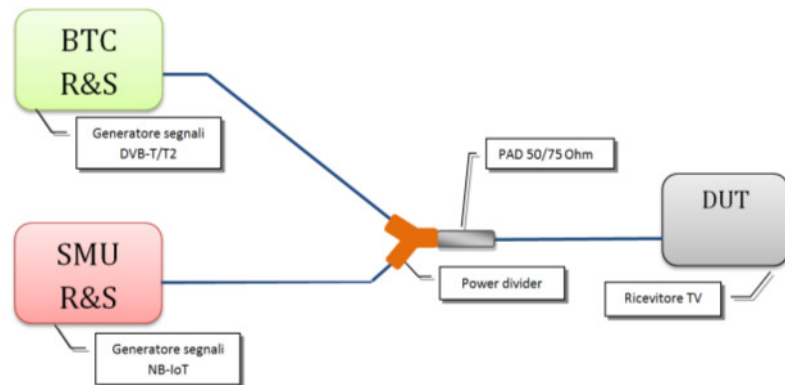 BTC
R&S
Generatore segnali
DVB-T/T2
PAD 50/75 Ohm
DUT
SMU
R&S
Power divider
Ricevitore TV
Generatore segnali
NB-IoT